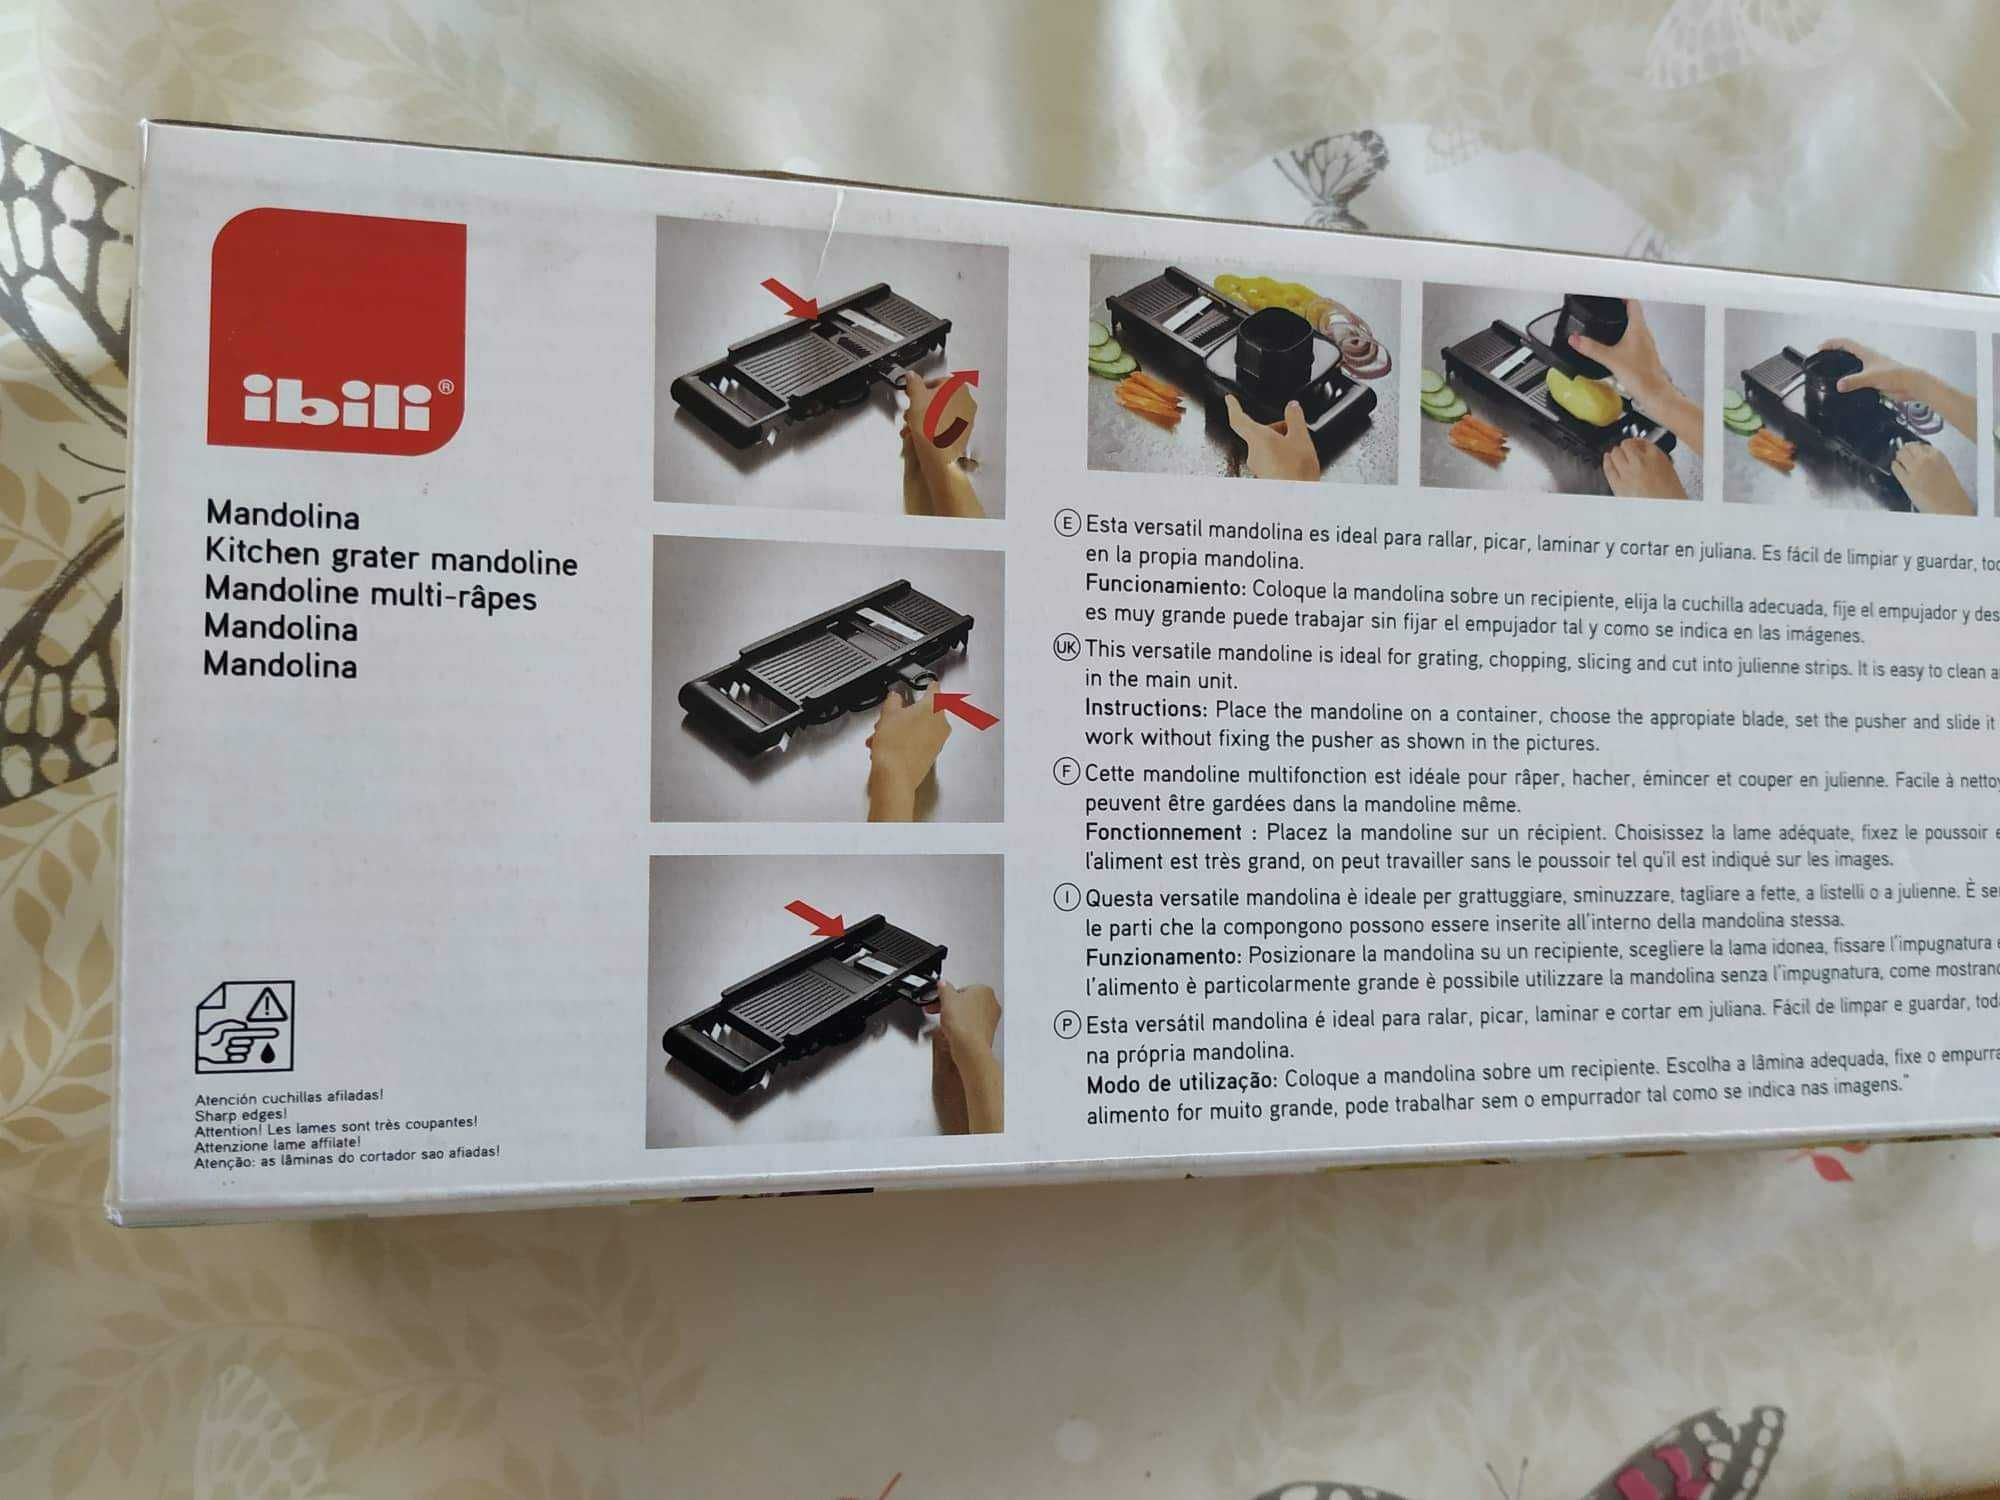 ibili®
Mandolina
Kitchen grater mandoline
Mandoline multi-râpes
Mandolina
Mandolina
Atención cuchillas afiladas!
Sharp edges!
Attention! Les lames sont très coupantes!
Attenzione lame affilate!
Atenção: as lâminas do cortador sao afiadas!
E Esta versatil mandolina es ideal para rallar, picar, laminar y cortar en juliana. Es fácil de limpiar y guardar,
en la propia mandolina.
Funcionamiento: Coloque la mandolina sobre un recipiente, elija la cuchilla adecuada, fije el empujador y
es muy grande puede trabajar sin fijar el empujador tal y como se indica en las imágenes.
UK This versatile mandoline is ideal for grating, chopping, slicing and cut into julienne strips. It is easy to clean
in the main unit.
Instructions: Place the mandoline on a container, choose the appropiate blade, set the pusher and slide it
work without fixing the pusher as shown in the pictures.
F Cette mandoline multifonction est idéale pour râper, hacher, émincer et couper en julienne. Facile à
peuvent être gardées dans la mandoline même.
Fonctionnement : Placez la mandoline sur un récipient. Choisissez la lame adéquate, fixez le poussoir
l'aliment est très grand, on peut travailler sans le poussoir tel qu'il est indiqué sur les images.
I Questa versatile mandolina è ideale per grattuggiare, sminuzzare, tagliare a fette, a listelli o a julienne. È
le parti che la compongono possono essere inserite all'interno della mandolina stessa.
Funzionamento: Posizionare la mandolina su un recipiente, scegliere la lama idonea, fissare l'impugnatura
l'alimento è particolarmente grande è possibile utilizzare la mandolina senza l'impugnatura, come
P Esta versátil mandolina é ideal para ralar, picar, laminar e cortar em juliana. Fácil de limpar e guardar,
na própria mandolina.
Modo de utilização: Coloque a mandolina sobre um recipiente. Escolha a lâmina adequada, fixe o
alimento for muito grande, pode trabalhar sem o empurrador tal como se indica nas imagens."